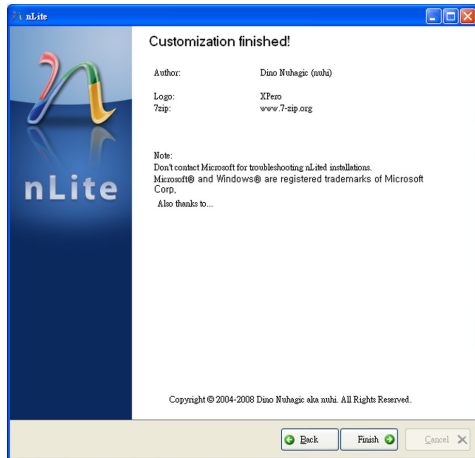 nLite
Customization finished!
Author: Dino Nuhagic (nuhi)
Logo: XPero
7zip: www.7-zip.org
Note:
Don't contact Microsoft for troubleshooting nLited installations.
Microsoft® and Windows® are registered trademarks of Microsoft
Corp.
Also thanks to...
nLite
Copyright © 2004-2008 Dino Nuhagic aka nuhi. All Rights Reserved.
Back Finish Cancel